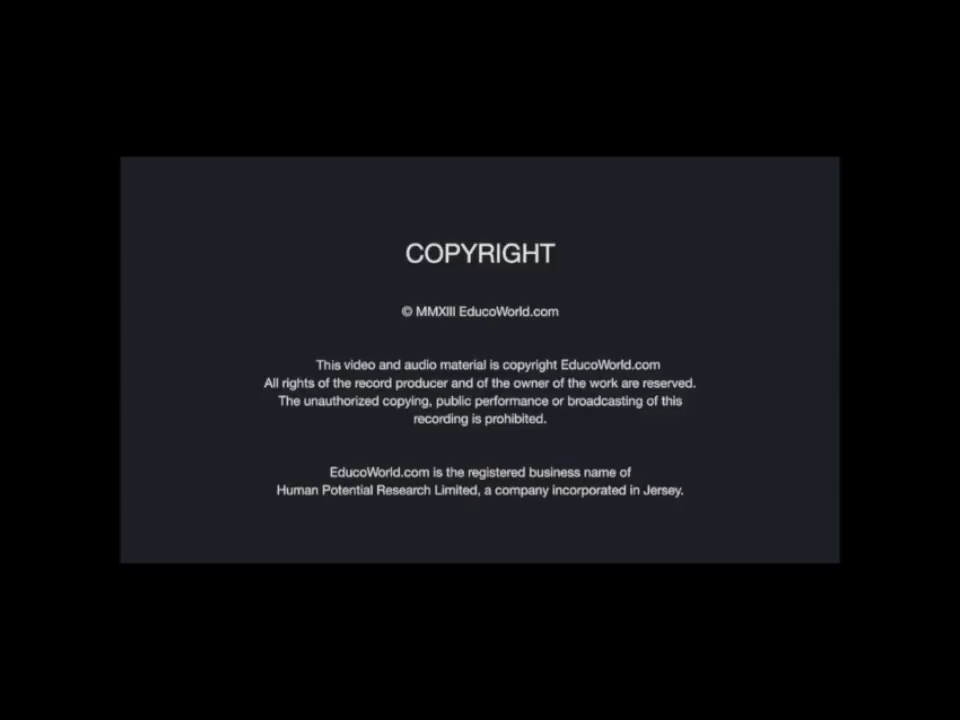 COPYRIGHT
© MMXIII EducoWorld.com
This video and audio material is copyright EducoWorld.com
All rights of the record producer and of the owner of the work are reserved.
The unauthorized copying, public performance or broadcasting of this
recording is prohibited.
EducoWorld.com is the registered business name of
Human Potential Research Limited, a company incorporated in Jersey.